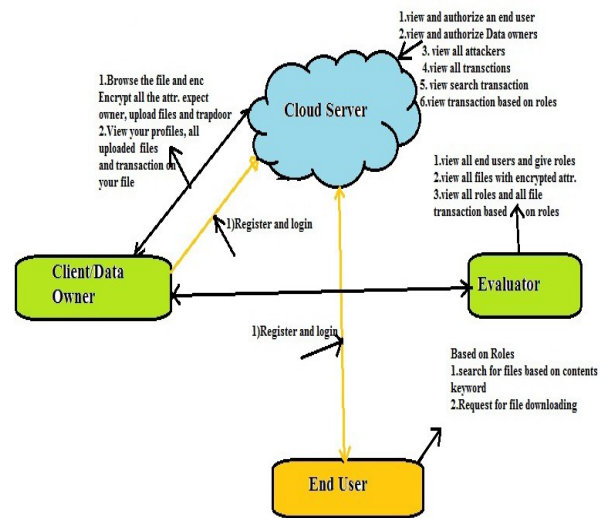 1.view and authorize an end user
2.view and authorize Data owners
3. view all attackers
4.view all transctions
5. view search transaction
6.view transaction based on roles
1.Browse the file and enc
Encrypt all the attr. expect
owner, upload files and trapdoor
2.View your profiles, all
uploaded files
and transaction on
your file
Cloud Server
1.view all end users and give roles
2.view all files with encrypted attr.
3.view all roles and all file
transaction based on roles
1)Register and login
Client/Data
Owner
Evaluator
1)Register and login
Based on Roles
1.search for files based on contents
keyword
2.Request for file downloading
End User